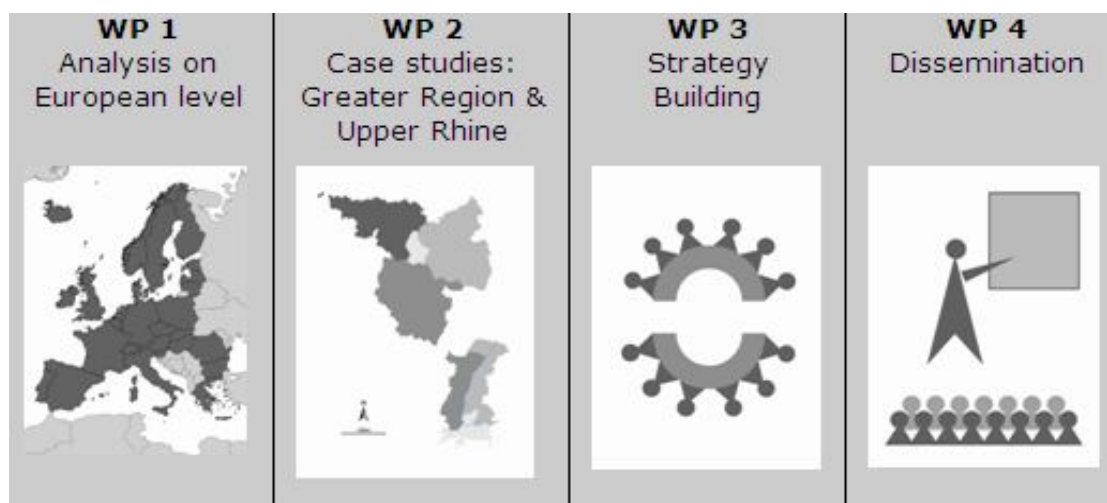 WP 1
Analysis on
European level
WP 2
Case studies:
Greater Region &
Upper Rhine
WP 3
Strategy
Building
WP 4
Dissemination